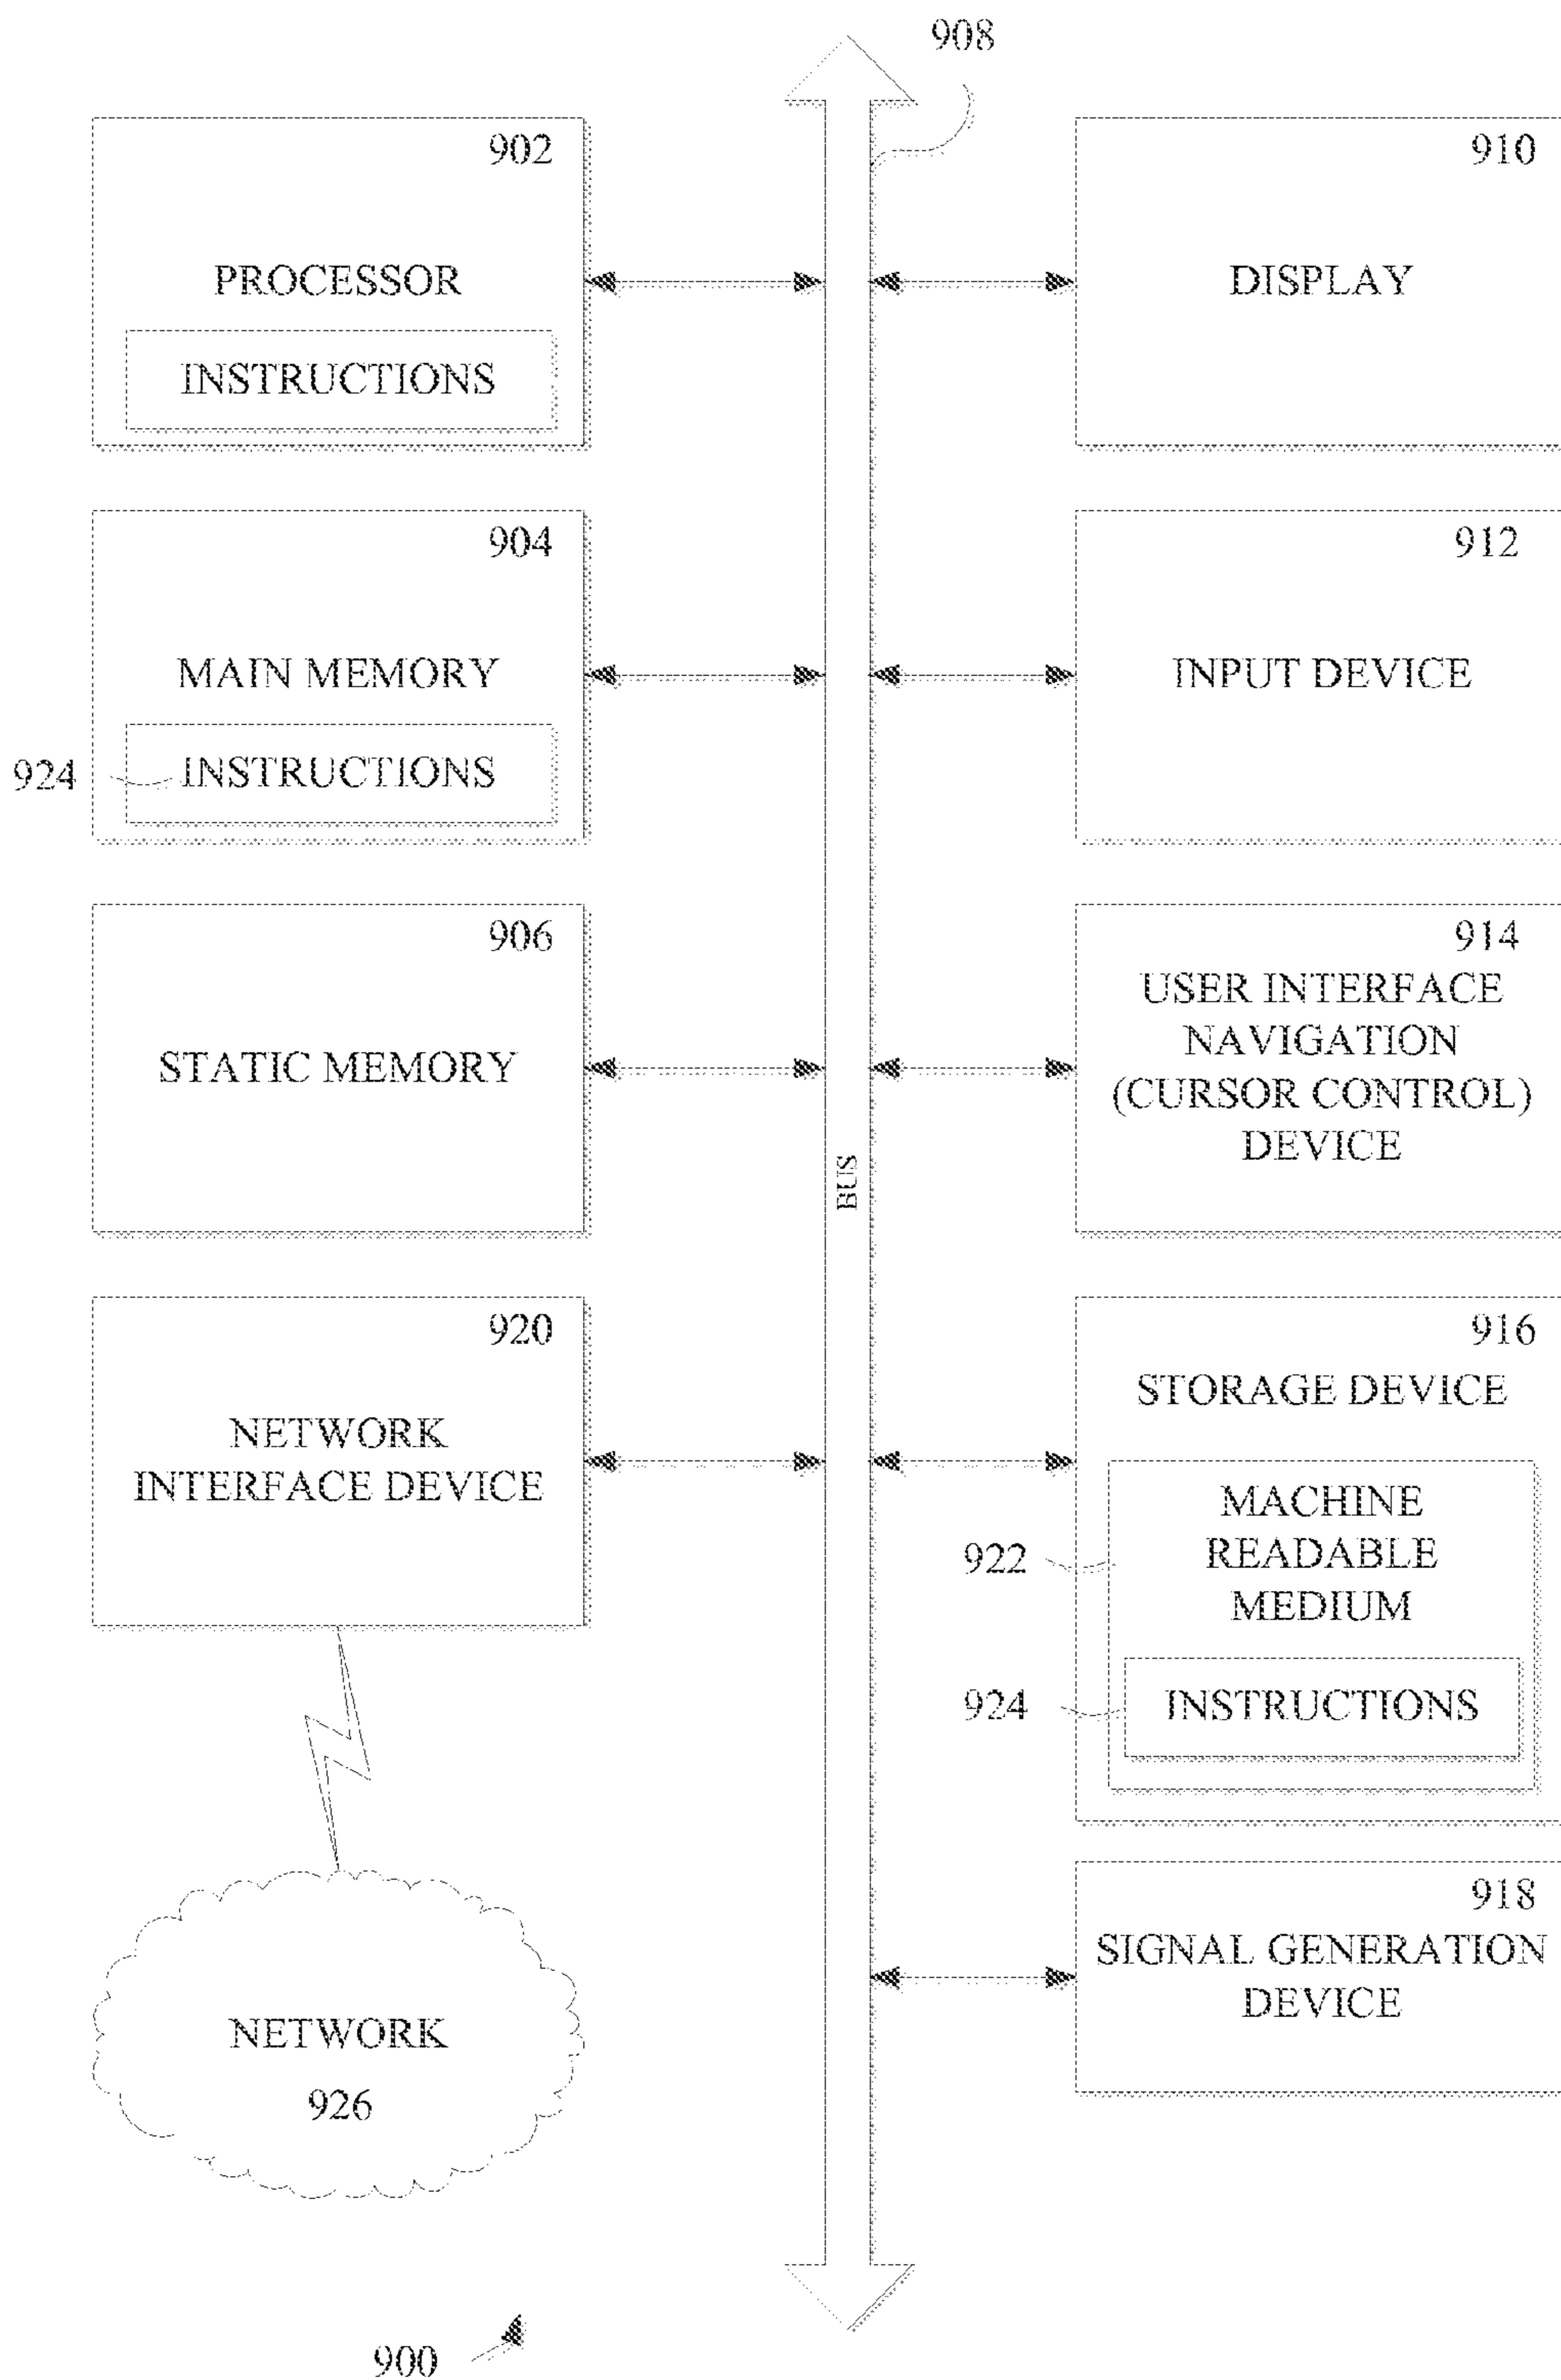 908
902
PROCESSOR
INSTRUCTIONS
910
DISPLAY
904
MAIN MEMORY
924
INSTRUCTIONS
912
INPUT DEVICE
906
STATIC MEMORY
914
USER INTERFACE
NAVIGATION
(CURSOR CONTROL)
DEVICE
BUS
920
NETWORK
INTERFACE DEVICE
916
STORAGE DEVICE
922
MACHINE
READABLE
MEDIUM
924
INSTRUCTIONS
918
SIGNAL GENERATION
DEVICE
NETWORK
926
900